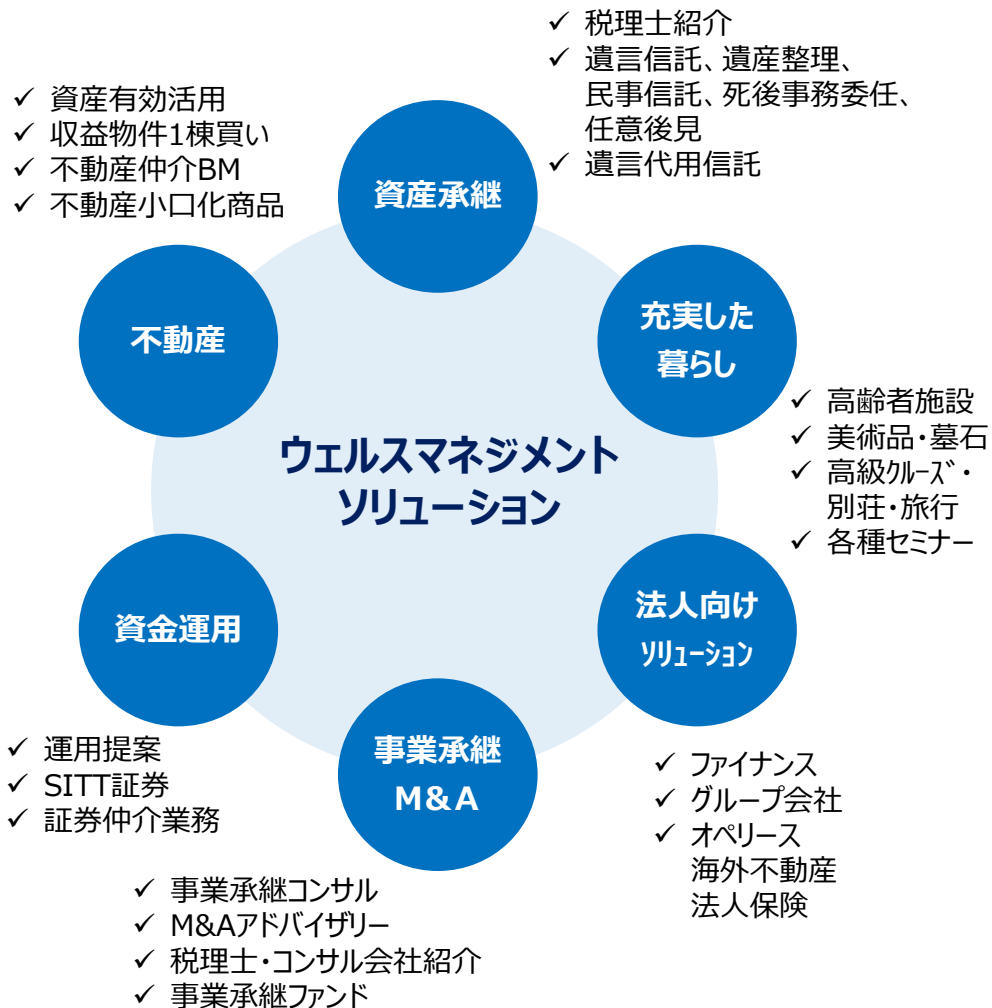 ✓ 税理士紹介
✓ 遺言信託、遺産整理、
民事信託、死後事務委任、
任意後見
✓ 遺言代用信託
✓ 資産有効活用
✓ 収益物件1棟買い
✓ 不動産仲介BM
✓ 不動産小口化商品
資産承継
不動産
充実した
暮らし
✓ 高齢者施設
✓ 美術品・墓石
✓ 高級ｸﾙｰｽﾞ・
別荘・旅行
✓ 各種セミナー
ウェルスマネジメント
ソリューション
資金運用
法人向け
ｿﾘｭｰｼｮﾝ
✓ 運用提案
✓ SITT証券
✓ 証券仲介業務
事業承継
M&A
✓ ファイナンス
✓ グループ会社
✓ オペリース
海外不動産
法人保険
✓ 事業承継コンサル
✓ M&Aアドバイザリー
✓ 税理士・コンサル会社紹介
✓ 事業承継ファンド